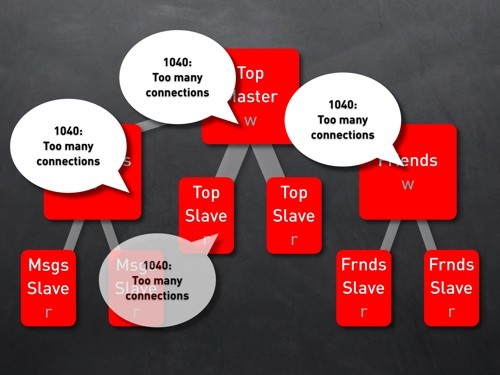 1040:
Too many
connections
Top
Master
w
1040:
Too many
connections
1040:
Too many
connections
s
Friends
w
Top
Slave
r
Top
Slave
r
1040:
Too many
connections
Msgs
Slave
r
Msgs
Slave
r
Frnds
Slave
r
Frnds
Slave
r